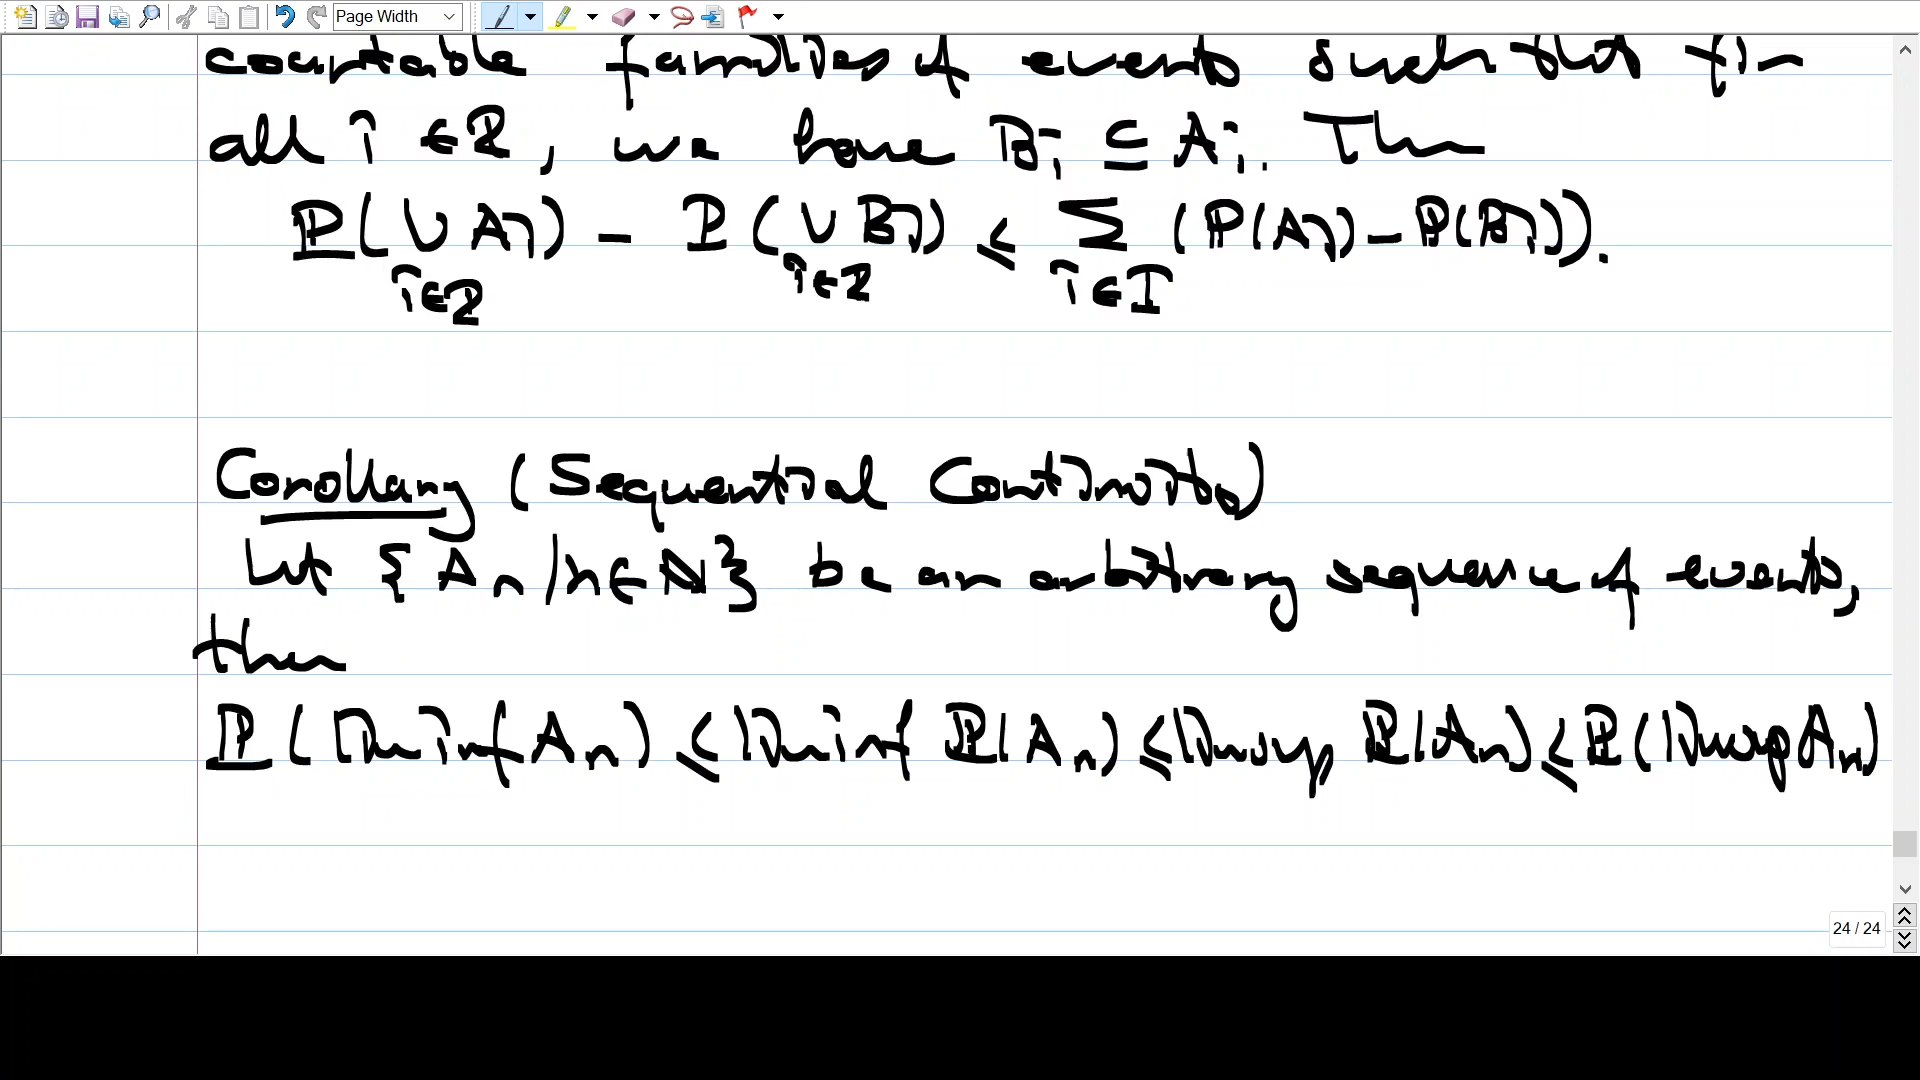 Page Width
countable families of events such that for
all i ∈ I, we have Bᵢ ⊆ Aᵢ. Then
ℙ(∪ Aᵢ) − ℙ(∪ Bᵢ) ≤ Σ (ℙ(Aᵢ) − ℙ(Bᵢ)).
i∈I i∈I i∈I
Corollary (Sequential Continuity)
Let {Aₙ | n ∈ ℕ} be an arbitrary sequence of events,
then
ℙ(lim inf Aₙ) ≤ lim inf ℙ(Aₙ) ≤ lim sup ℙ(Aₙ) ≤ ℙ(lim sup Aₙ)
24 / 24